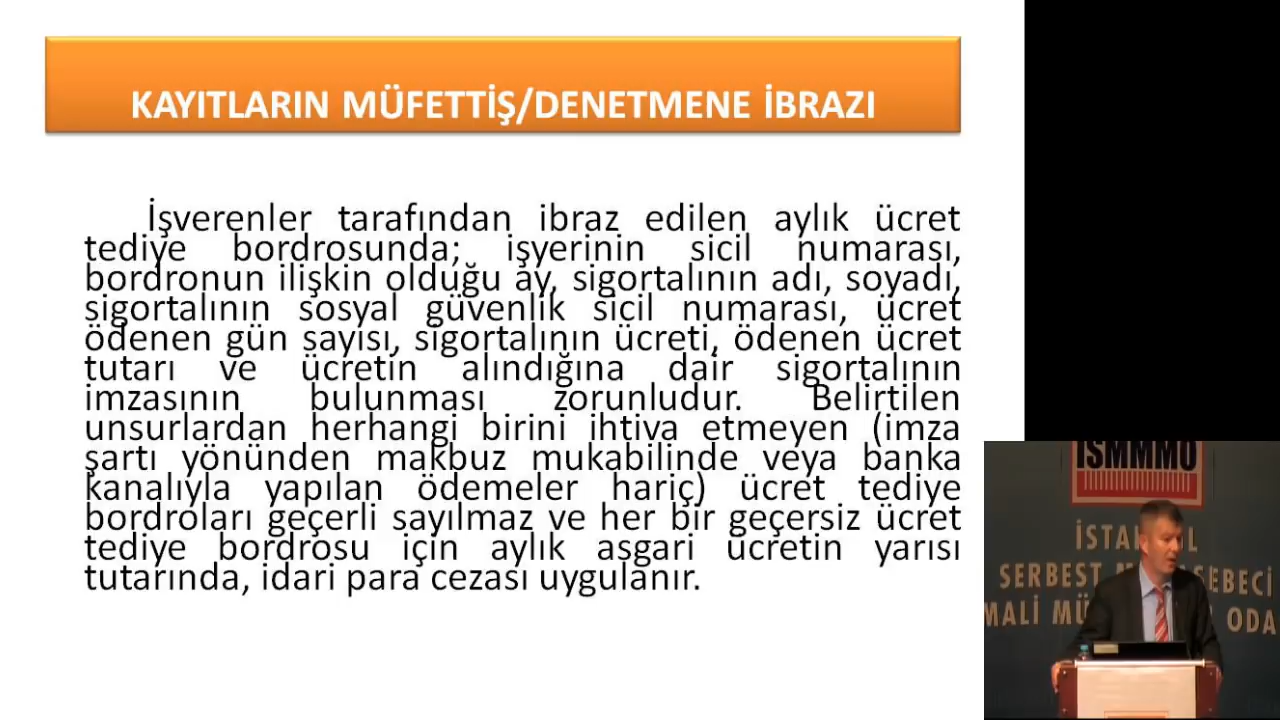 KAYITLARIN MÜFETTİŞ/DENETMENE İBRAZI
İşverenler tarafından ibraz edilen aylık ücret
tediye bordrosunda; işyerinin sicil numarası,
bordronun ilişkin olduğu ay, sigortalının adı, soyadı,
sigortalının sosyal güvenlik sicil numarası, ücret
ödenen gün sayısı, sigortalının ücreti, ödenen ücret
tutarı ve ücretin alındığına dair sigortalının
imzasının bulunması zorunludur. Belirtilen
unsurlardan herhangi birini ihtiva etmeyen (imza
şartı yönünden makbuz mukabilinde veya banka
kanalıyla yapılan ödemeler hariç) ücret tediye
bordroları geçerli sayılmaz ve her bir geçersiz ücret
tediye bordrosu için aylık asgari ücretin yarısı
tutarında, idari para cezası uygulanır.
İSMMMO
SERBEST
MALİ
ODA